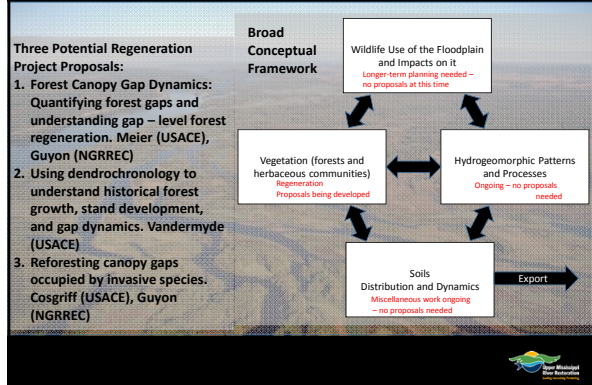 Three Potential Regeneration
Project Proposals:
1. Forest Canopy Gap Dynamics:
Quantifying forest gaps and
understanding gap – level forest
regeneration. Meier (USACE),
Guyon (NGRREC)
2. Using dendrochronology to
understand historical forest
growth, stand development,
and gap dynamics. Vandermyde
(USACE)
3. Reforesting canopy gaps
occupied by invasive species.
Cosgriff (USACE), Guyon
(NGRREC)
Broad
Conceptual
Framework
Wildlife Use of the Floodplain
and Impacts on it
Longer-term planning needed –
no proposals at this time
Vegetation (forests and
herbaceous communities)
Regeneration
Proposals being developed
Hydrogeomorphic Patterns
and Processes
Ongoing – no proposals
needed
Soils
Distribution and Dynamics
Miscellaneous work ongoing
– no proposals needed
Export
Upper Mississippi
River Restoration